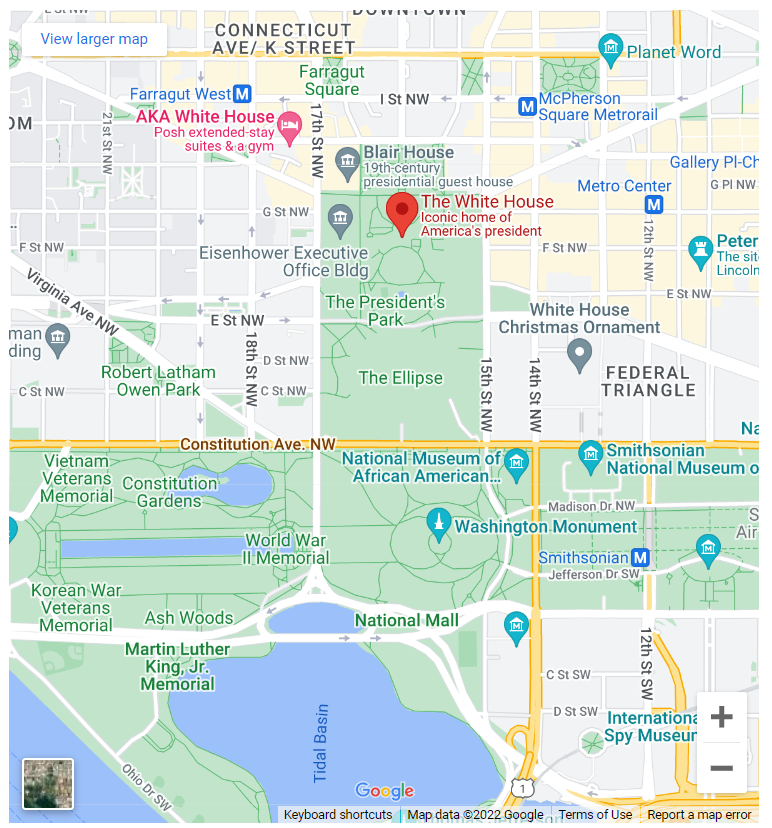 DOWNTOWN
View larger map
CONNECTICUT
AVE/ K STREET
Planet Word
Farragut
Square
Farragut West
M
I St NW
M
McPherson
Square Metrorail
OM
21st St NW
17th St NW
AKA White House
Posh extended-stay
suites & a gym
Blair House
19th-century
presidential guest house
Gallery Pl-Ch
G Pl NW
Metro Center
M
The White House
Iconic home of
America's president
G St NW
12th St NW
F St NW
Eisenhower Executive
Office Bldg
F St NW
Peter
The site
Lincoln
Virginia Ave NW
E St NW
The President's
Park
E St NW
White House
Christmas Ornament
man
ding
18th St NW
D St NW
15th St NW
14th St NW
Robert Latham
Owen Park
The Ellipse
FEDERAL
TRIANGLE
C St NW
C St NW
Na
Constitution Ave. NW
National Museum of
African American...
Smithsonian
National Museum o
Vietnam
Veterans
Memorial
Constitution
Gardens
Madison Dr NW
Washington Monument
S
Air
World War
II Memorial
Smithsonian
M
Jefferson Dr SW
Korean War
Veterans
Memorial
Ash Woods
National Mall
Martin Luther
King, Jr.
Memorial
12th St SW
C St SW
D St SW
Internationa
Spy Museum
Tidal Basin
Ohio Dr SW
Google
1
Keyboard shortcuts
Map data ©2022 Google
Terms of Use
Report a map error